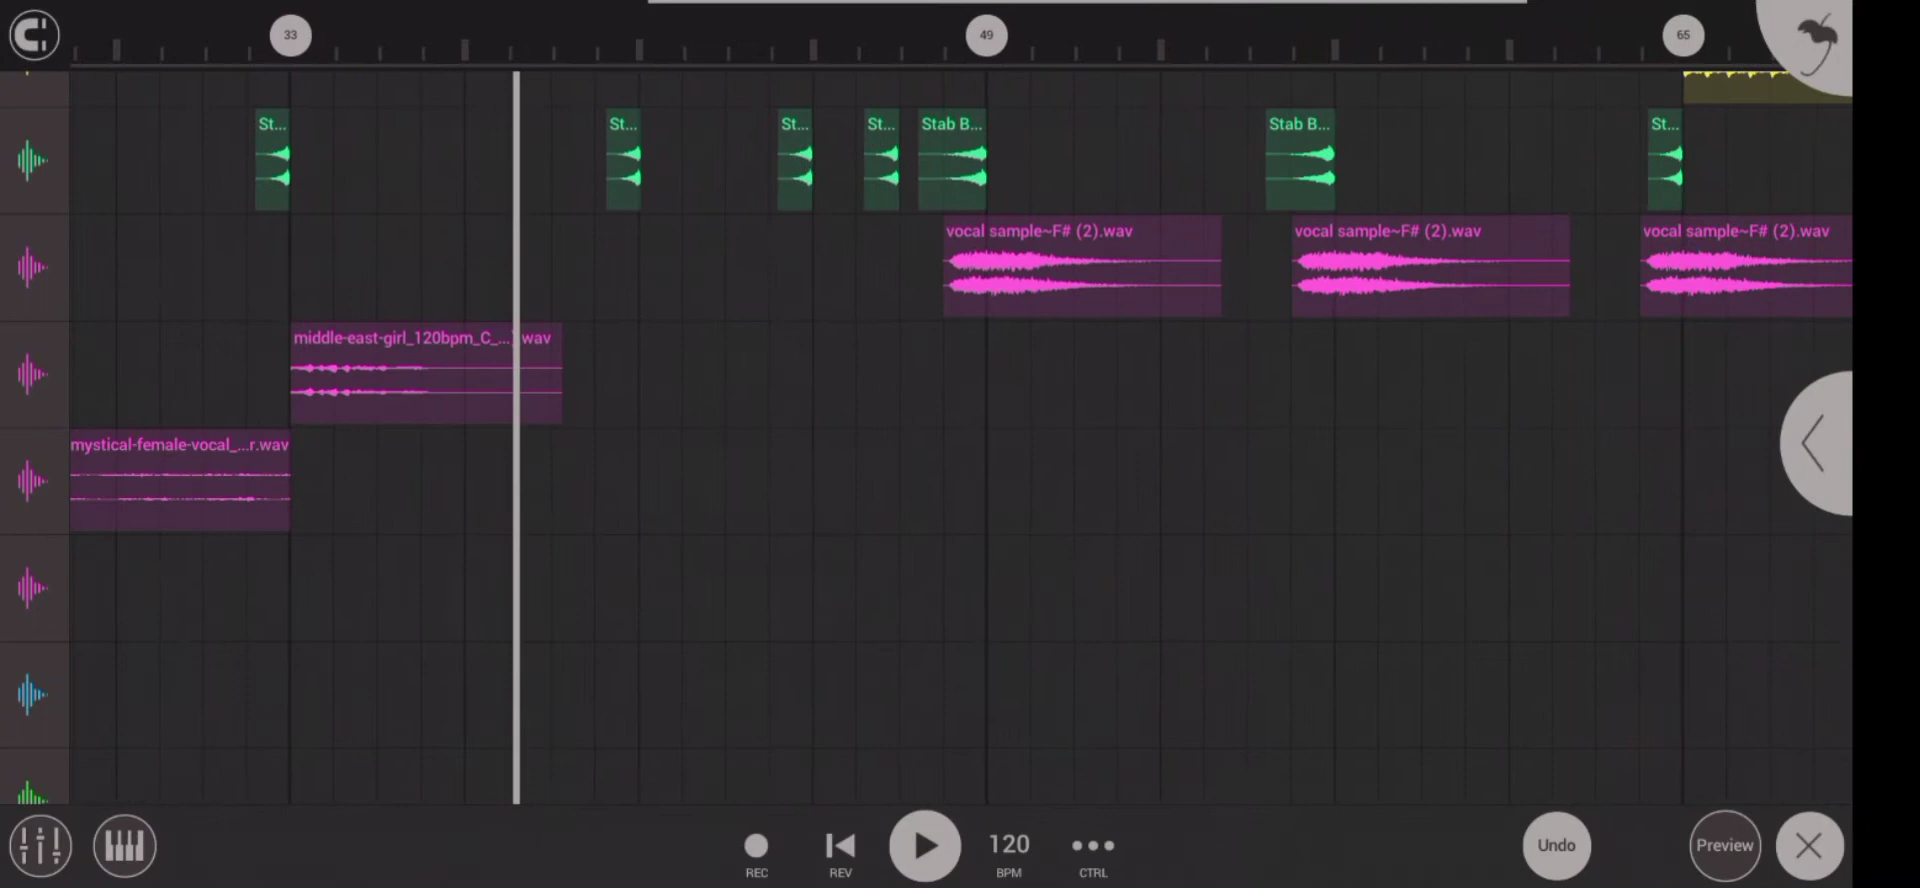 33
49
65
St...
St...
St...
St...
Stab B...
Stab B...
St...
vocal sample~F# (2).wav
vocal sample~F# (2).wav
vocal sample~F# (2).wav
middle-east-girl_120bpm_C_... wav
mystical-female-vocal_...r.wav
120
Undo
Preview
REC
REV
BPM
CTRL